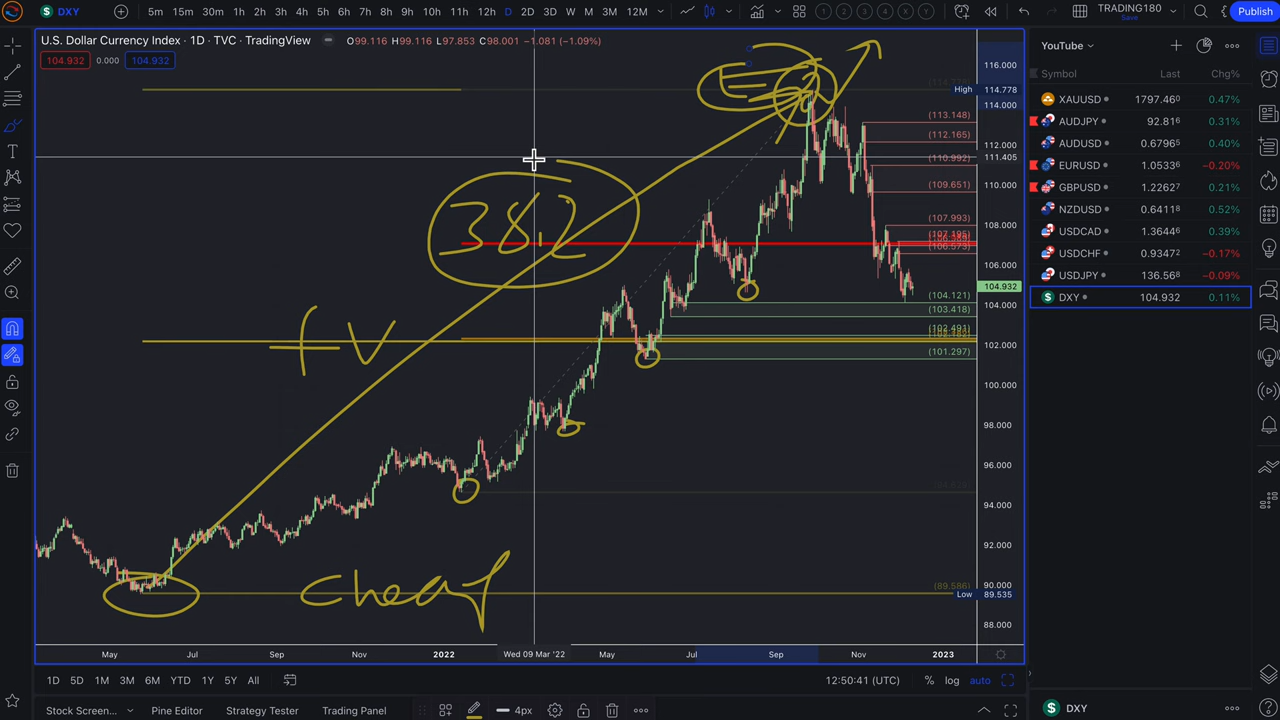 DXY 5m 15m 30m 1h 2h 3h 4h 5h 6h 7h 8h 9h 10h 11h 12h D 2D 3D W M 3M 12M TRADING180 Save Publish
U.S. Dollar Currency Index · 1D · TVC · TradingView O99.116 H99.116 L97.853 C98.001 −1.081 (−1.09%)
104.932 0.000 104.932
YouTube
Symbol Last Chg%
XAUUSD 1797.460 0.47%
AUDJPY 92.816 0.31%
AUDUSD 0.6795 0.40%
EURUSD 1.0533 −0.20%
GBPUSD 1.22627 0.21%
NZDUSD 0.6411 0.52%
USDCAD 1.3644 0.39%
USDCHF 0.9347 −0.17%
USDJPY 136.56 −0.09%
DXY 104.932 0.11%
116.000
High 114.778
114.000
(113.148)
(112.165)
112.000
111.405
(110.992)
110.000
(109.651)
108.000
(107.993)
(107.195)
(106.573)
106.000
104.932
(104.121)
104.000
(103.418)
(102.491)
102.000
(101.297)
100.000
98.000
96.000
94.000
92.000
90.000
(89.586)
Low 89.535
88.000
E
38.2
FV
Cheap
May Jul Sep Nov 2022 Wed 09 Mar '22 May Jul Sep Nov 2023
1D 5D 1M 3M 6M YTD 1Y 5Y All 12:50:41 (UTC) % log auto
Stock Screen... Pine Editor Strategy Tester Trading Panel 4px DXY